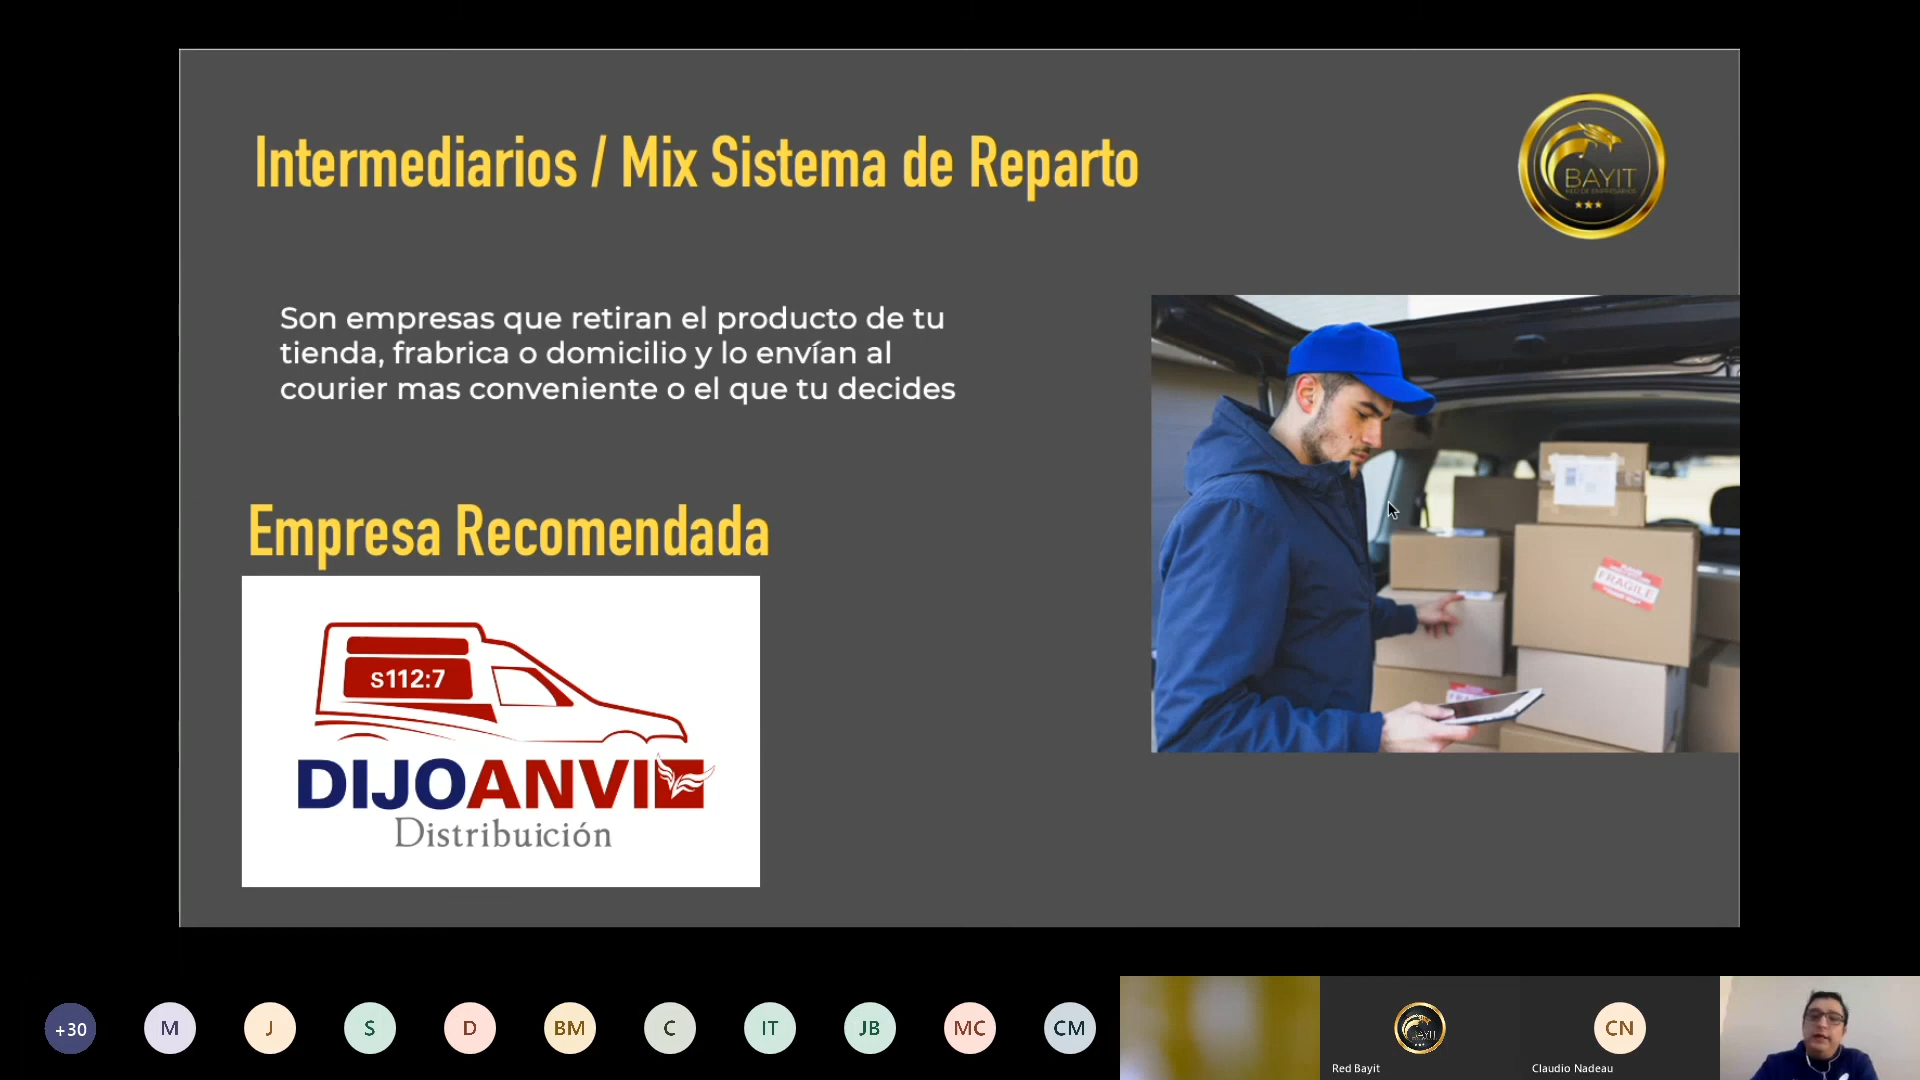 Intermediarios / Mix Sistema de Reparto
BAYIT
Son empresas que retiran el producto de tu
tienda, frabrica o domicilio y lo envían al
courier mas conveniente o el que tu decides
FRAGILE
Empresa Recomendada
S112:7
DIJOANVI
Distribuición
+30
M
J
S
D
BM
C
IT
JB
MC
CM
Red Bayit
CN
Claudio Nadeau